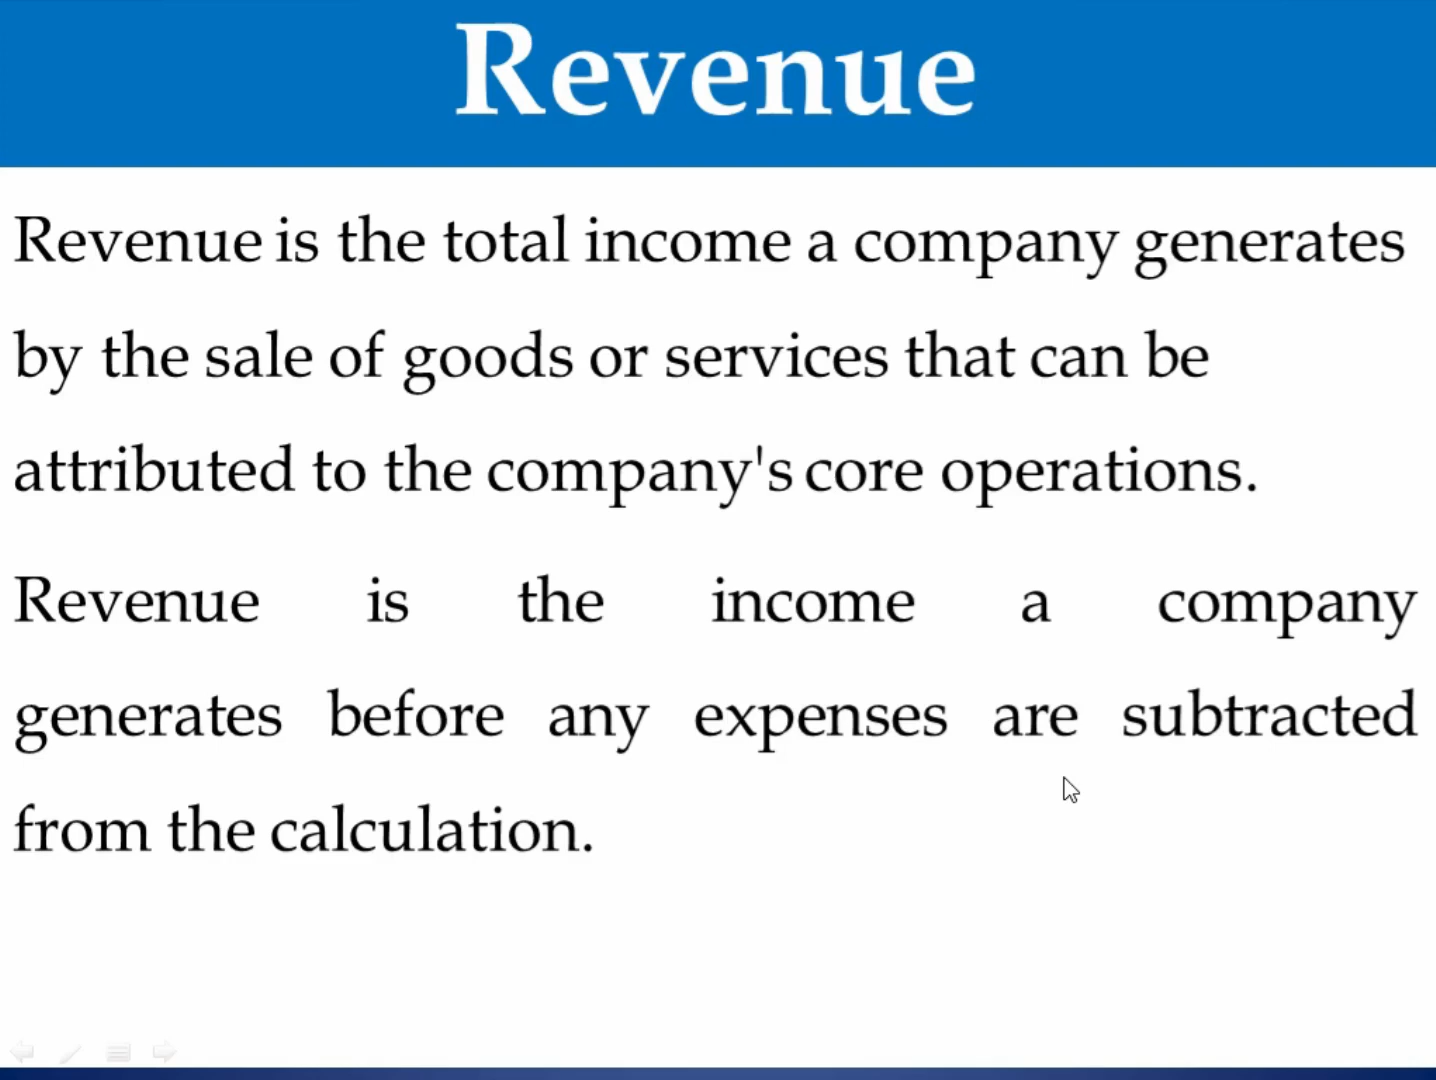 Revenue
Revenue is the total income a company generates
by the sale of goods or services that can be
attributed to the company's core operations.
Revenue is the income a company
generates before any expenses are subtracted
from the calculation.